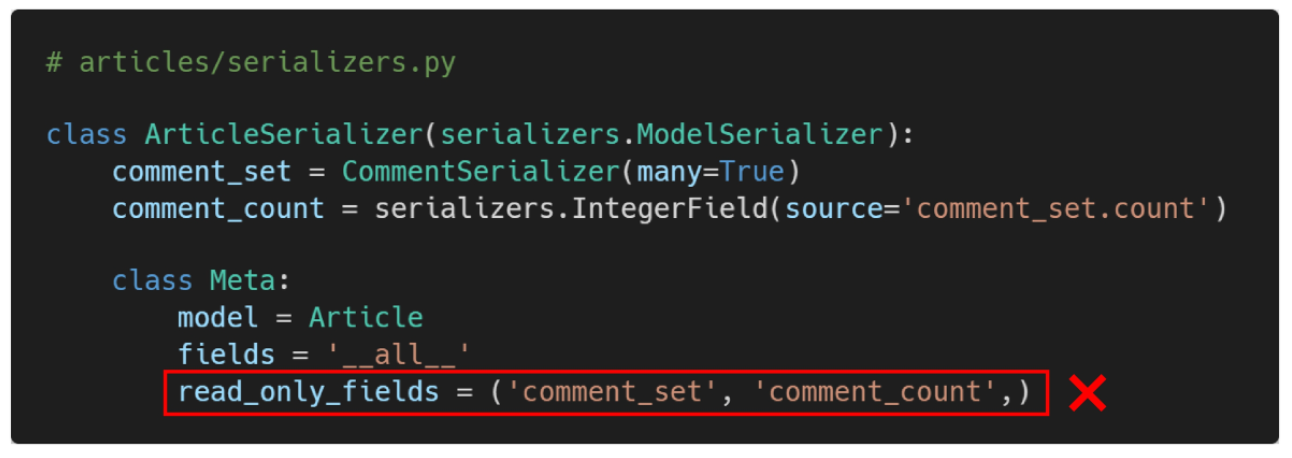 # articles/serializers.py
class ArticleSerializer(serializers.ModelSerializer):
    comment_set = CommentSerializer(many=True)
    comment_count = serializers.IntegerField(source='comment_set.count')
    class Meta:
        model = Article
        fields = '__all__'
        read_only_fields = ('comment_set', 'comment_count',)